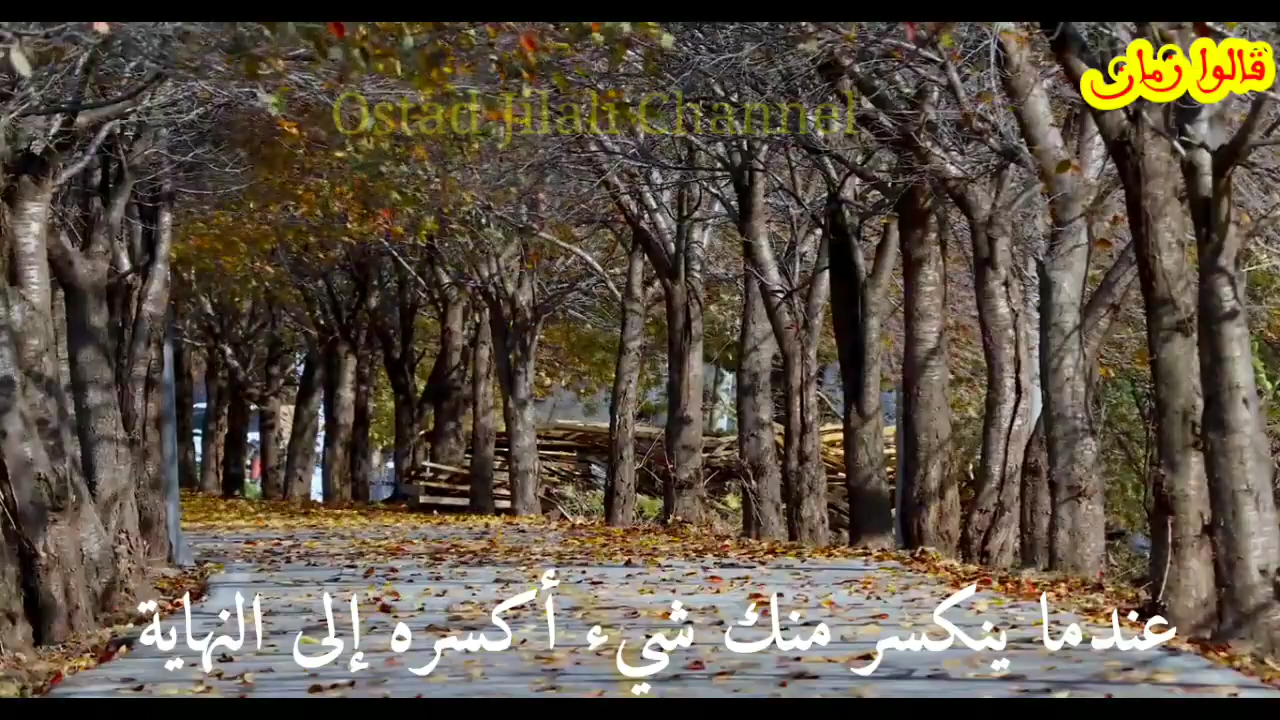 قالوا زمان
Ostad Jilali Channel
عندما ينكسر منك شيء أكسره إلى النهاية